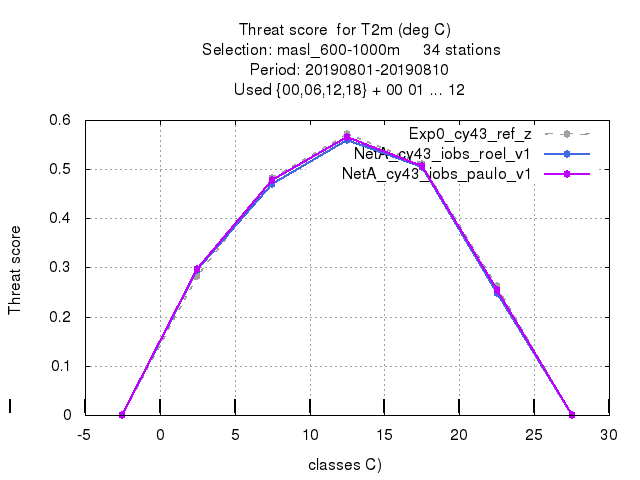 Threat score  for T2m (deg C)
Selection: masl_600-1000m     34 stations
Period: 20190801-20190810
Used {00,06,12,18} + 00 01 ... 12
Exp0_cy43_ref_z
NetA_cy43_iobs_roel_v1
NetA_cy43_iobs_paulo_v1
Threat score
0.6
0.5
0.4
0.3
0.2
0.1
0
-5
0
5
10
15
20
25
30
classes C)